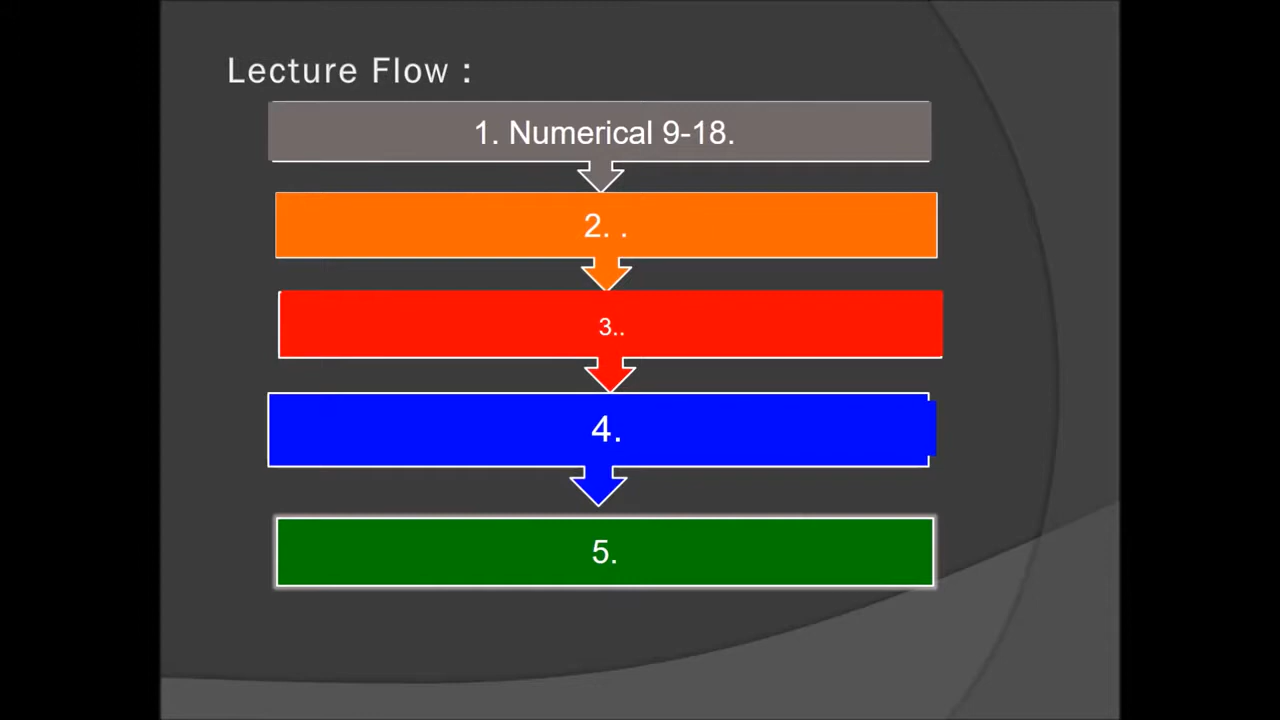 Lecture Flow :
1. Numerical 9-18.
2. .
3..
4.
5.